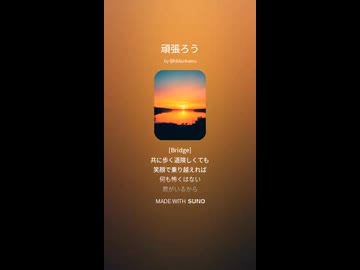 頑張ろう
[Bridge]
共に歩く道険しくても
笑顔で乗り越えれば
何も怖くはない
君がいるから
MADE WITH SUNO